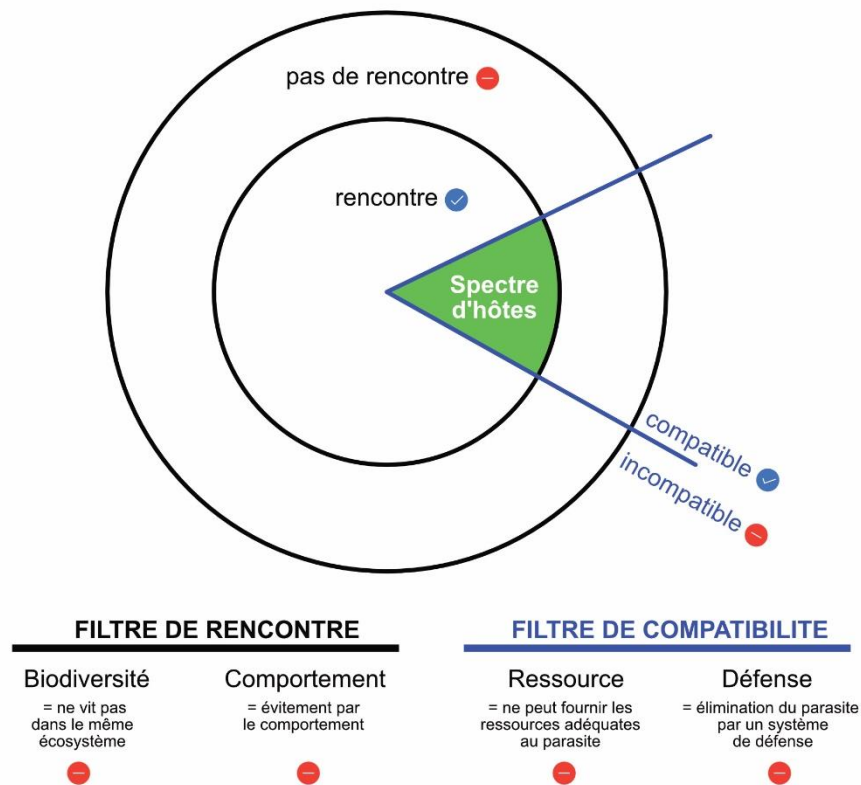 pas de rencontre
rencontre
Spectre
d'hôtes
compatible
incompatible
FILTRE DE RENCONTRE
FILTRE DE COMPATIBILITE
Biodiversité
= ne vit pas
dans le même
écosystème
Comportement
= évitement par
le comportement
Ressource
= ne peut fournir les
ressources adéquates
au parasite
Défense
= élimination du parasite
par un système
de défense